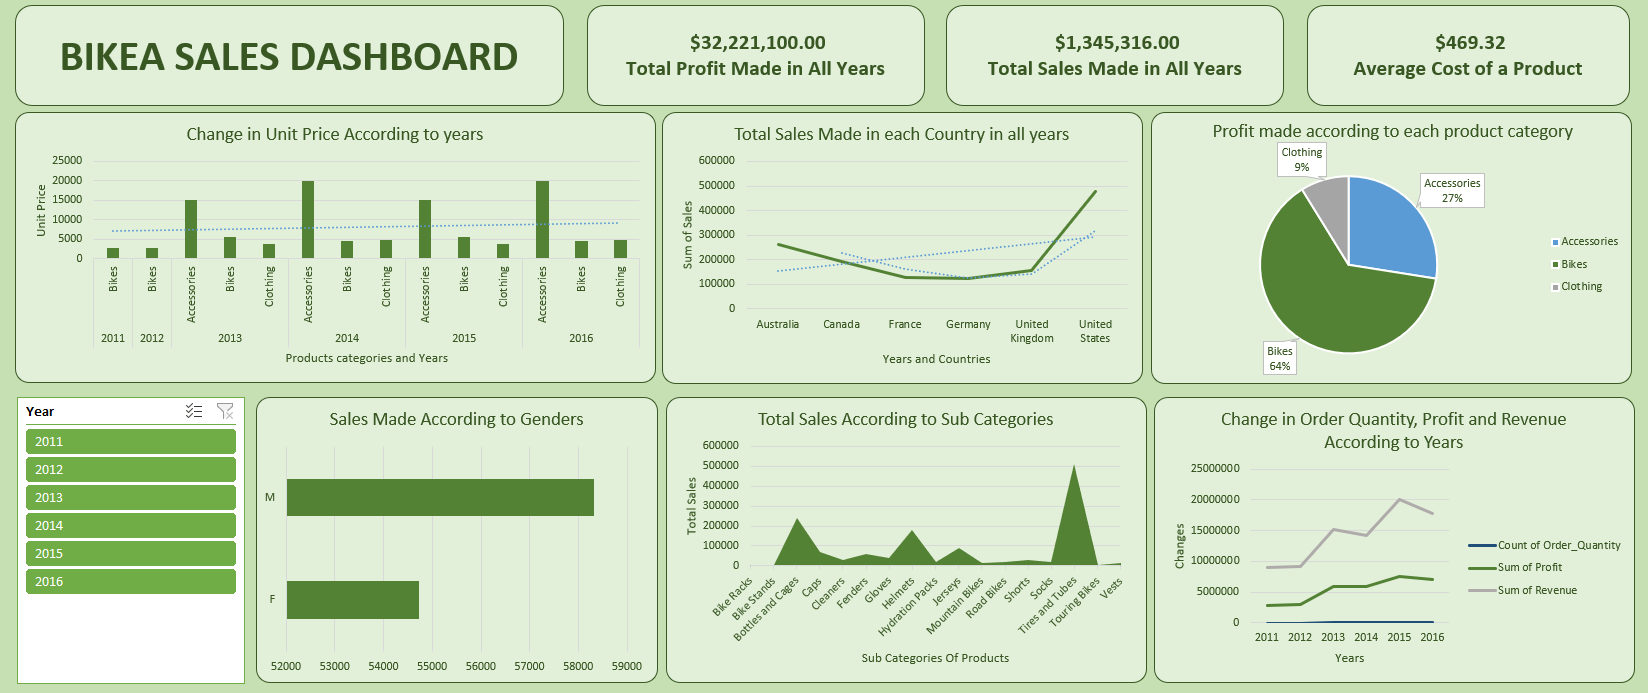 BIKEA SALES DASHBOARD
$32,221,100.00
Total Profit Made in All Years
$1,345,316.00
Total Sales Made in All Years
$469.32
Average Cost of a Product
Change in Unit Price According to years
25000
20000
15000
10000
5000
0
Unit Price
Bikes
Bikes
Accessories
Bikes
Clothing
Accessories
Bikes
Clothing
Accessories
Bikes
Clothing
Accessories
Bikes
Clothing
2011 2012 2013 2014 2015 2016
Products categories and Years
Total Sales Made in each Country in all years
600000
500000
400000
300000
200000
100000
0
Sum of Sales
Australia Canada France Germany United Kingdom United States
Years and Countries
Profit made according to each product category
Clothing
9%
Accessories
27%
Bikes
64%
Accessories
Bikes
Clothing
Year
2011
2012
2013
2014
2015
2016
Sales Made According to Genders
M
F
52000 53000 54000 55000 56000 57000 58000 59000
Total Sales According to Sub Categories
600000
500000
400000
300000
200000
100000
0
Total Sales
Bike Racks
Bike Stands
Bottles and Cages
Caps
Cleaners
Fenders
Gloves
Helmets
Hydration Packs
Jerseys
Mountain Bikes
Road Bikes
Shorts
Socks
Tires and Tubes
Touring Bikes
Vests
Sub Categories Of Products
Change in Order Quantity, Profit and Revenue
According to Years
25000000
20000000
15000000
10000000
5000000
0
Changes
2011 2012 2013 2014 2015 2016
Years
Count of Order_Quantity
Sum of Profit
Sum of Revenue